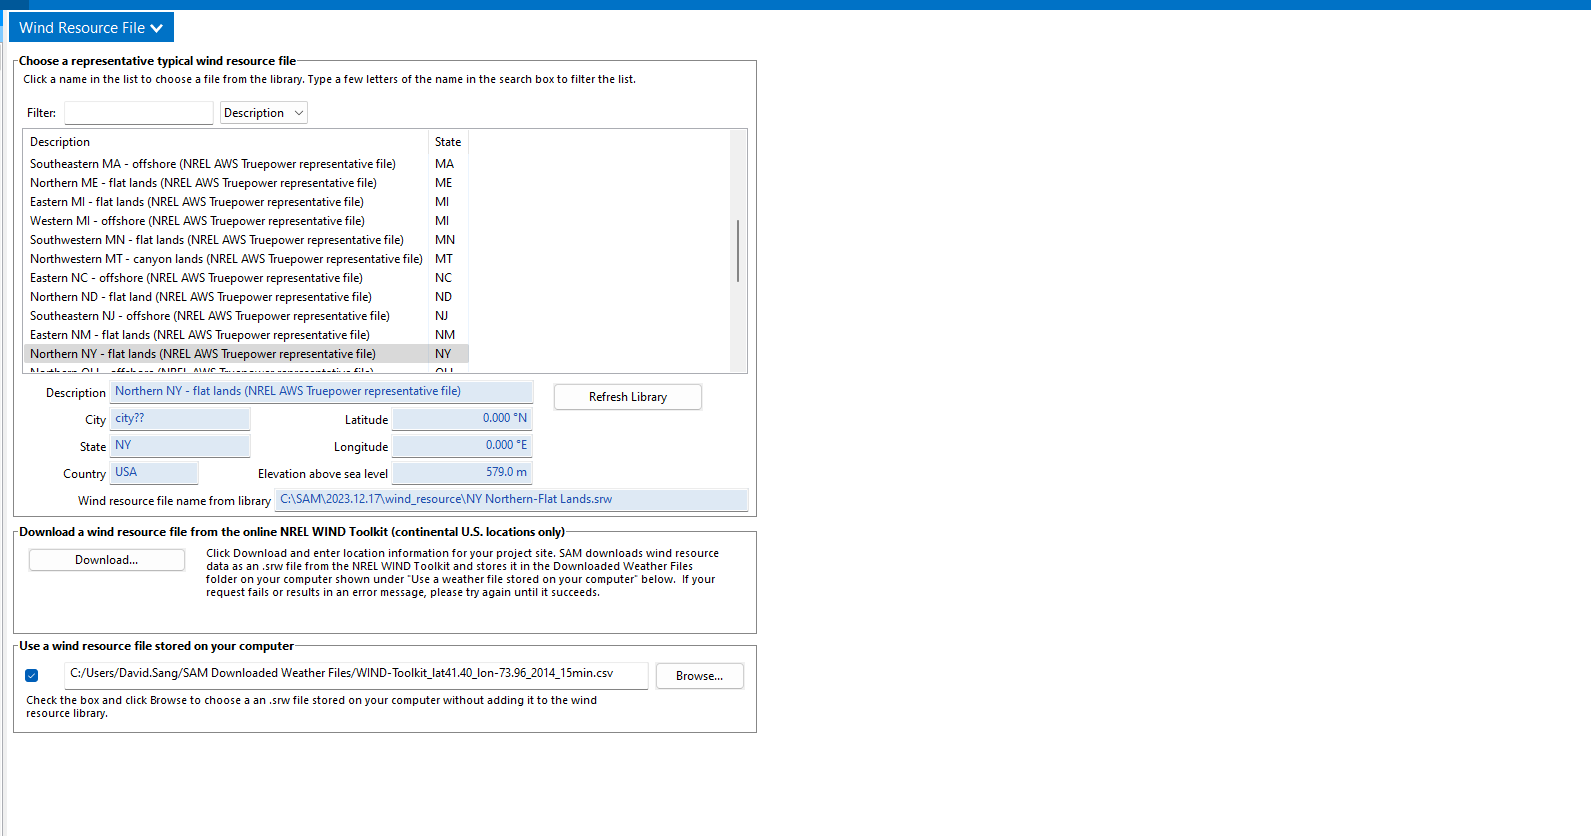 Wind Resource File
Choose a representative typical wind resource file
Click a name in the list to choose a file from the library. Type a few letters of the name in the search box to filter the list.
Filter: Description
Description State
Southeastern MA - offshore (NREL AWS Truepower representative file) MA
Northern ME - flat lands (NREL AWS Truepower representative file) ME
Eastern MI - flat lands (NREL AWS Truepower representative file) MI
Western MI - offshore (NREL AWS Truepower representative file) MI
Southwestern MN - flat lands (NREL AWS Truepower representative file) MN
Northwestern MT - canyon lands (NREL AWS Truepower representative file) MT
Eastern NC - offshore (NREL AWS Truepower representative file) NC
Northern ND - flat land (NREL AWS Truepower representative file) ND
Southeastern NJ - offshore (NREL AWS Truepower representative file) NJ
Eastern NM - flat lands (NREL AWS Truepower representative file) NM
Northern NY - flat lands (NREL AWS Truepower representative file) NY
Northern OH - offshore (NREL AWS Truepower representative file) OH
Description Northern NY - flat lands (NREL AWS Truepower representative file) Refresh Library
City city?? Latitude 0.000 °N
State NY Longitude 0.000 °E
Country USA Elevation above sea level 579.0 m
Wind resource file name from library C:\SAM\2023.12.17\wind_resource\NY Northern-Flat Lands.srw
Download a wind resource file from the online NREL WIND Toolkit (continental U.S. locations only)
Download... Click Download and enter location information for your project site. SAM downloads wind resource
data as an .srw file from the NREL WIND Toolkit and stores it in the Downloaded Weather Files
folder on your computer shown under "Use a weather file stored on your computer" below. If your
request fails or results in an error message, please try again until it succeeds.
Use a wind resource file stored on your computer
C:/Users/David.Sang/SAM Downloaded Weather Files/WIND-Toolkit_lat41.40_lon-73.96_2014_15min.csv Browse...
Check the box and click Browse to choose a an .srw file stored on your computer without adding it to the wind
resource library.